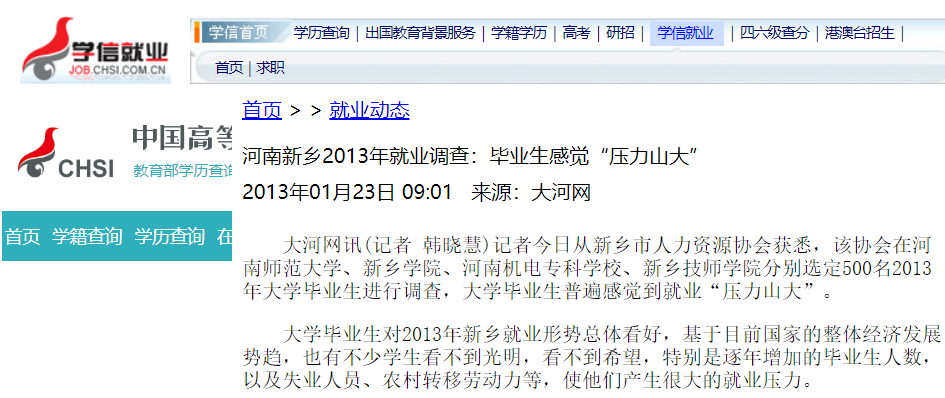 学信就业
JOB.CHSI.COM.CN
学信首页 学历查询 | 出国教育背景服务 | 学籍学历 | 高考 | 研招 | 学信就业 | 四六级查分 | 港澳台招生 |
首页 | 求职
CHSI
中国高等
教育部学历查询
首页 学籍查询 学历查询 在
首页 > > 就业动态
河南新乡2013年就业调查：毕业生感觉“压力山大”
2013年01月23日 09:01 来源：大河网
大河网讯(记者 韩晓慧)记者今日从新乡市人力资源协会获悉，该协会在河
南师范大学、新乡学院、河南机电专科学校、新乡技师学院分别选定500名2013
年大学毕业生进行调查，大学毕业生普遍感觉到就业“压力山大”。
大学毕业生对2013年新乡就业形势总体看好，基于目前国家的整体经济发展
势趋，也有不少学生看不到光明，看不到希望，特别是逐年增加的毕业生人数，
以及失业人员、农村转移劳动力等，使他们产生很大的就业压力。